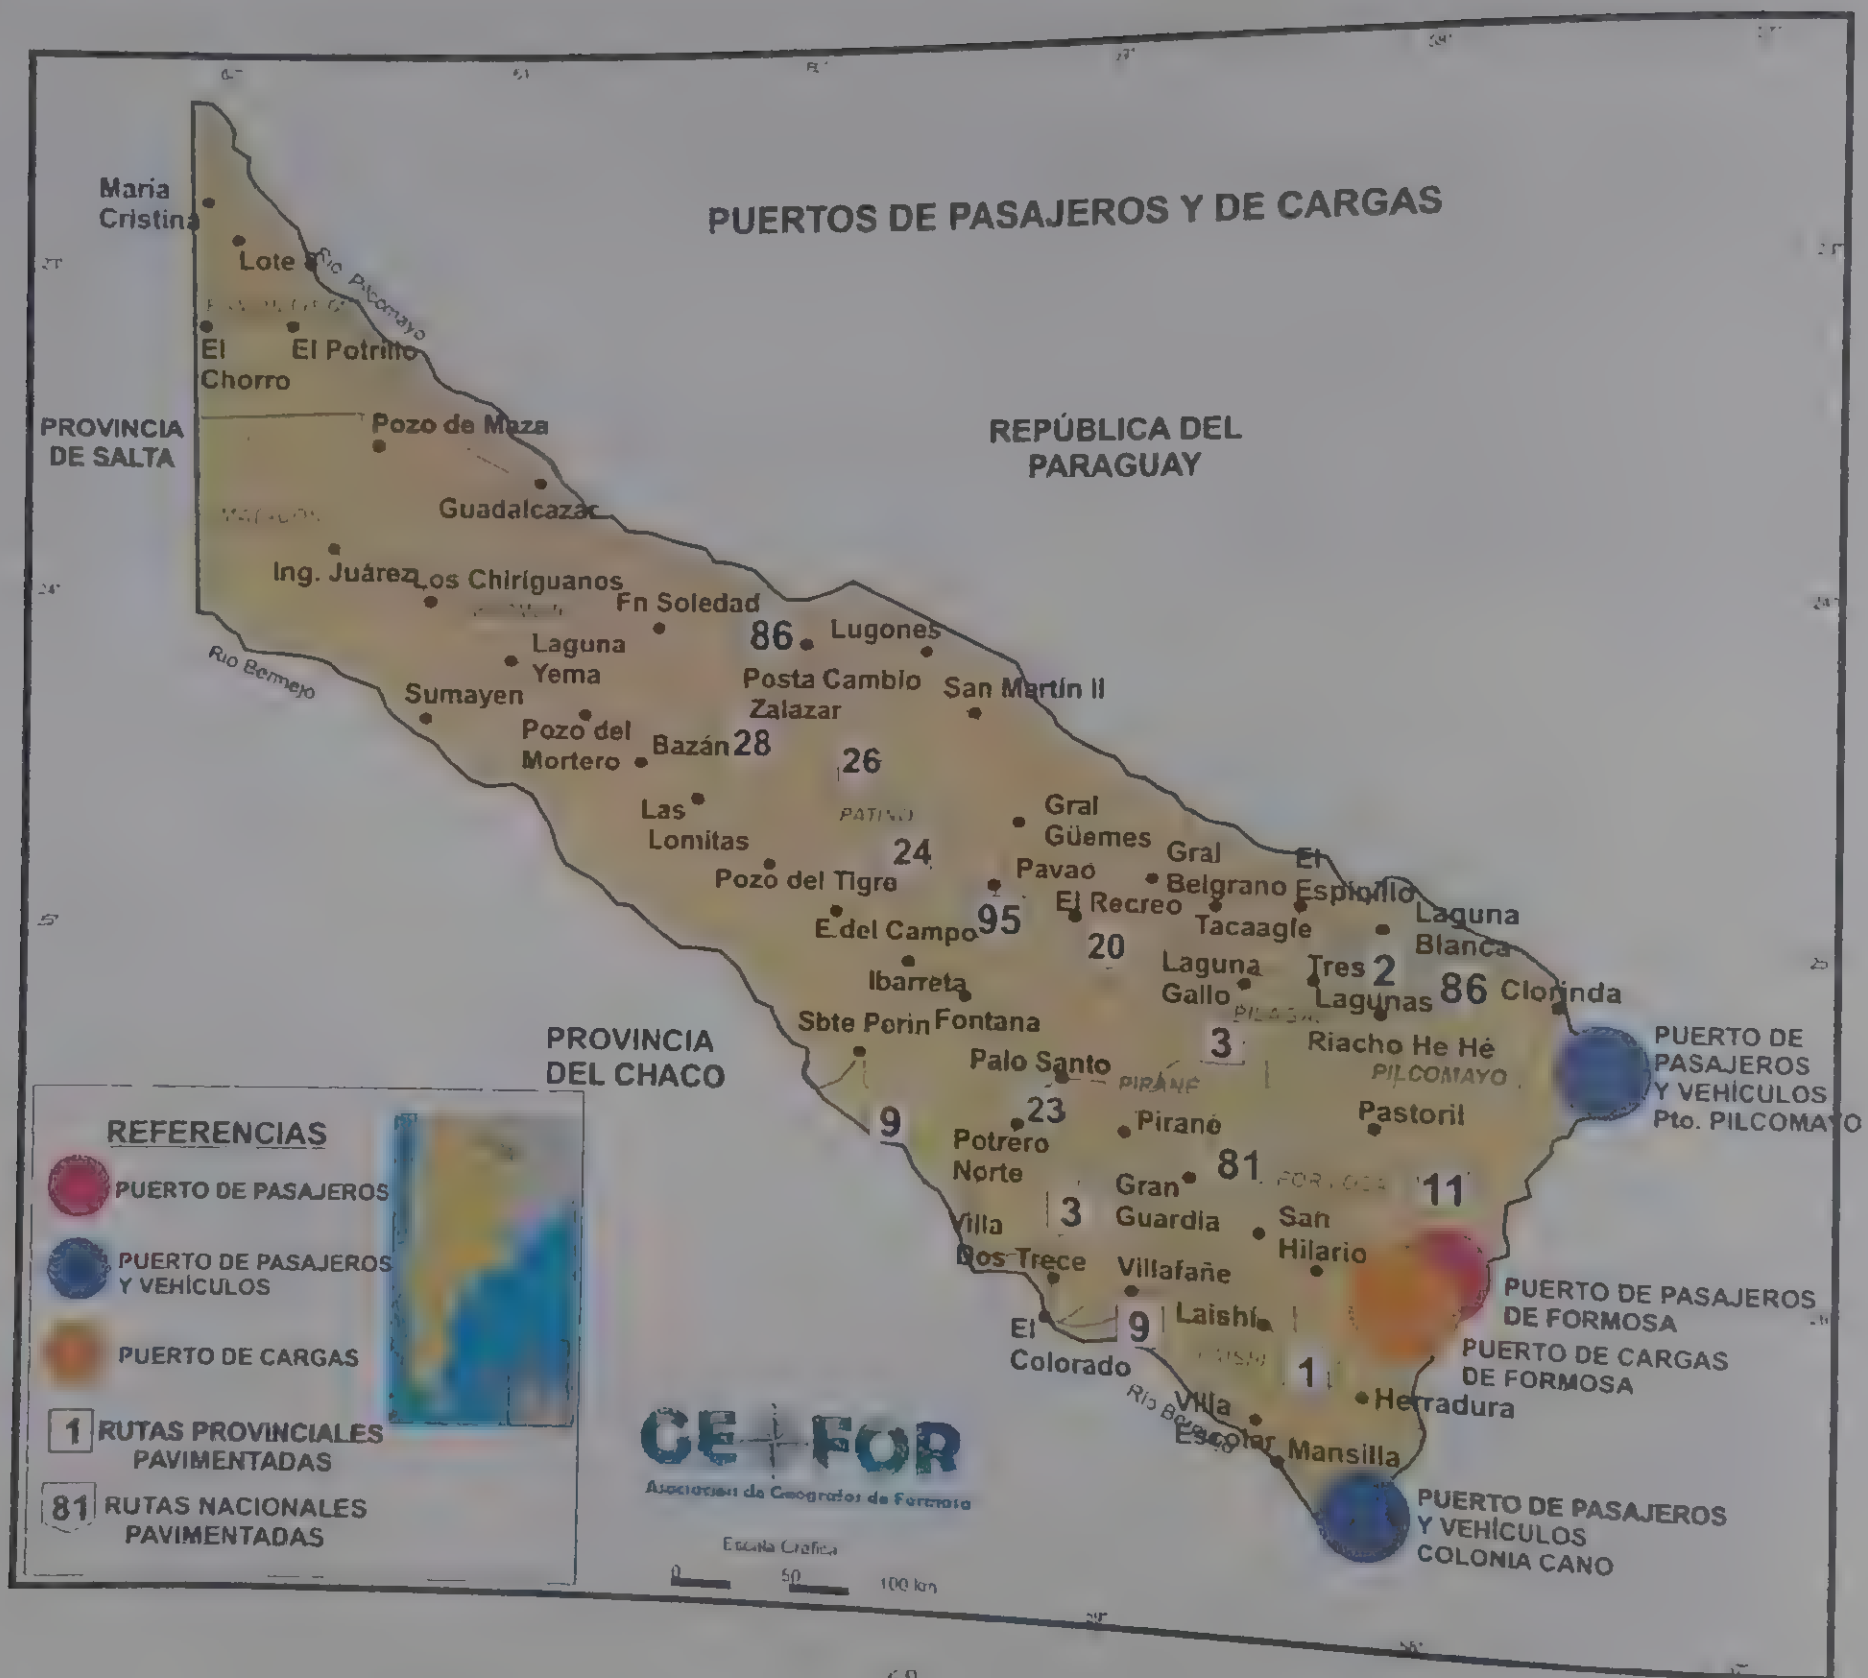 PUERTOS DE PASAJEROS Y DE CARGAS
María
Cristina
Lote
Río Pilcomayo
El
Chorro
El Potrillo
PROVINCIA
DE SALTA
Pozo de Maza
REPÚBLICA DEL
PARAGUAY
Guadalcazar
Ing. Juárez
Los Chiríguanos
Fn Soledad
86
Lugones
Laguna
Yema
Río Bermejo
Sumayen
Posta Cambio
Zalazar
San Martín II
Pozo del
Mortero
Bazán
28
26
Las
Lomitas
PATIÑO
Gral
Güemes
24
Pozo del Tigre
Pavao
Gral
Belgrano
El
Espinillo
95
El Recreo
Tacaagle
Laguna
Blanca
E.del Campo
20
Ibarreta
Laguna
Gallo
Tres
Lagunas
2
86
Clorinda
Sbte Perin
Fontana
3
Riacho He Hé
PILCOMAYO
PROVINCIA
DEL CHACO
Palo Santo
PIRANÉ
PUERTO DE
PASAJEROS
Y VEHÍCULOS
Pto. PILCOMAYO
9
23
Potrero
Norte
Pirané
Pastoril
81
11
Gran
Guardia
3
San
Hilario
Villa
Dos Trece
Villafañe
El
Colorado
9
Laishí
1
PUERTO DE PASAJEROS
DE FORMOSA
PUERTO DE CARGAS
DE FORMOSA
Herradura
Río Bermejo
Villa
Escolar
Mansilla
PUERTO DE PASAJEROS
Y VEHÍCULOS
COLONIA CANO
REFERENCIAS
PUERTO DE PASAJEROS
PUERTO DE PASAJEROS
Y VEHÍCULOS
PUERTO DE CARGAS
1 RUTAS PROVINCIALES
PAVIMENTADAS
81 RUTAS NACIONALES
PAVIMENTADAS
CE FOR
Asociación de Geógrafos de Formosa
Escala Gráfica
0 50 100 km